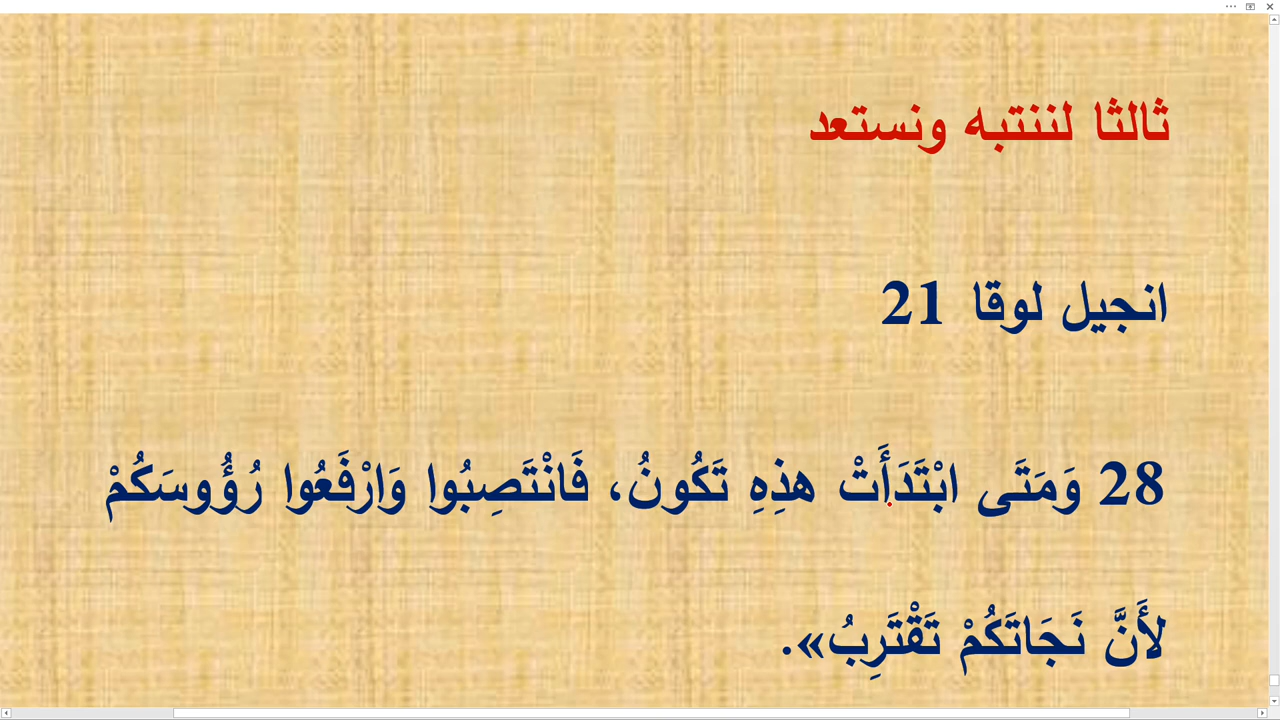 ثالثا لننتبه ونستعد
انجيل لوقا 21
28 وَمَتَى ابْتَدَأَتْ هذِهِ تَكُونُ، فَانْتَصِبُوا وَارْفَعُوا رُؤُوسَكُمْ
لأَنَّ نَجَاتَكُمْ تَقْتَرِبُ».